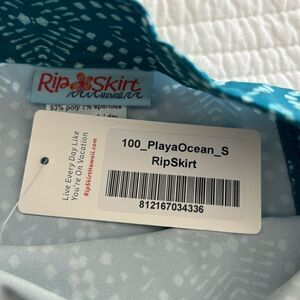 RipSkirt
Hawaii
93% poly 7% spandex
Live Every Day Like
You're On Vacation
RipSkirtHawaii.com
100_PlayaOcean_S
RipSkirt
812167034336